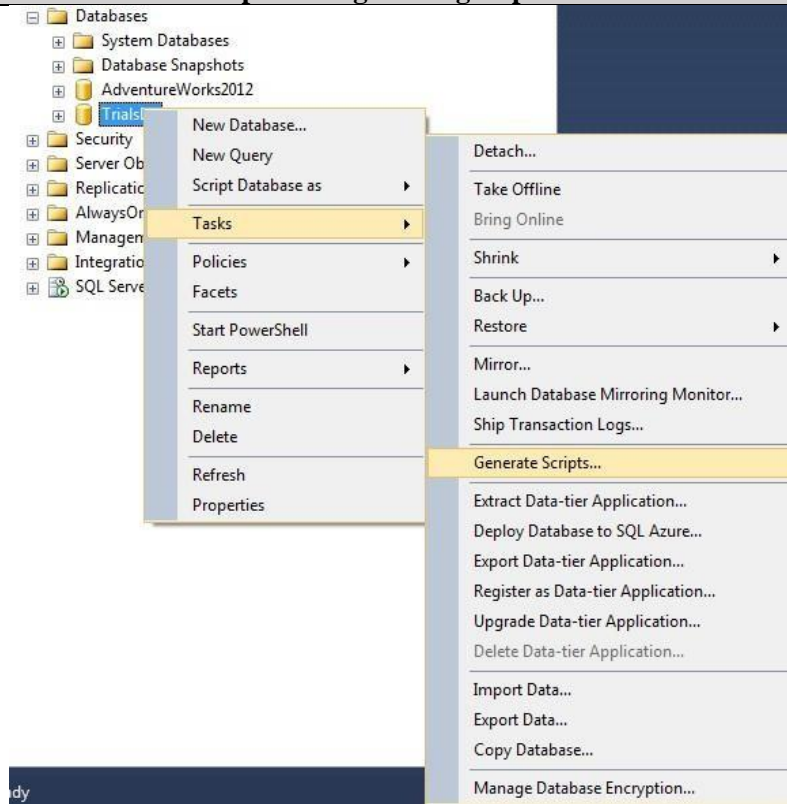 Databases
System Databases
Database Snapshots
AdventureWorks2012
Trials
Security
Server Ob
Replicatio
AlwaysOr
Managem
Integratio
SQL Serve
New Database...
New Query
Script Database as
Tasks
Policies
Facets
Start PowerShell
Reports
Rename
Delete
Refresh
Properties
Detach...
Take Offline
Bring Online
Shrink
Back Up...
Restore
Mirror...
Launch Database Mirroring Monitor...
Ship Transaction Logs...
Generate Scripts...
Extract Data-tier Application...
Deploy Database to SQL Azure...
Export Data-tier Application...
Register as Data-tier Application...
Upgrade Data-tier Application...
Delete Data-tier Application...
Import Data...
Export Data...
Copy Database...
Manage Database Encryption...
dy